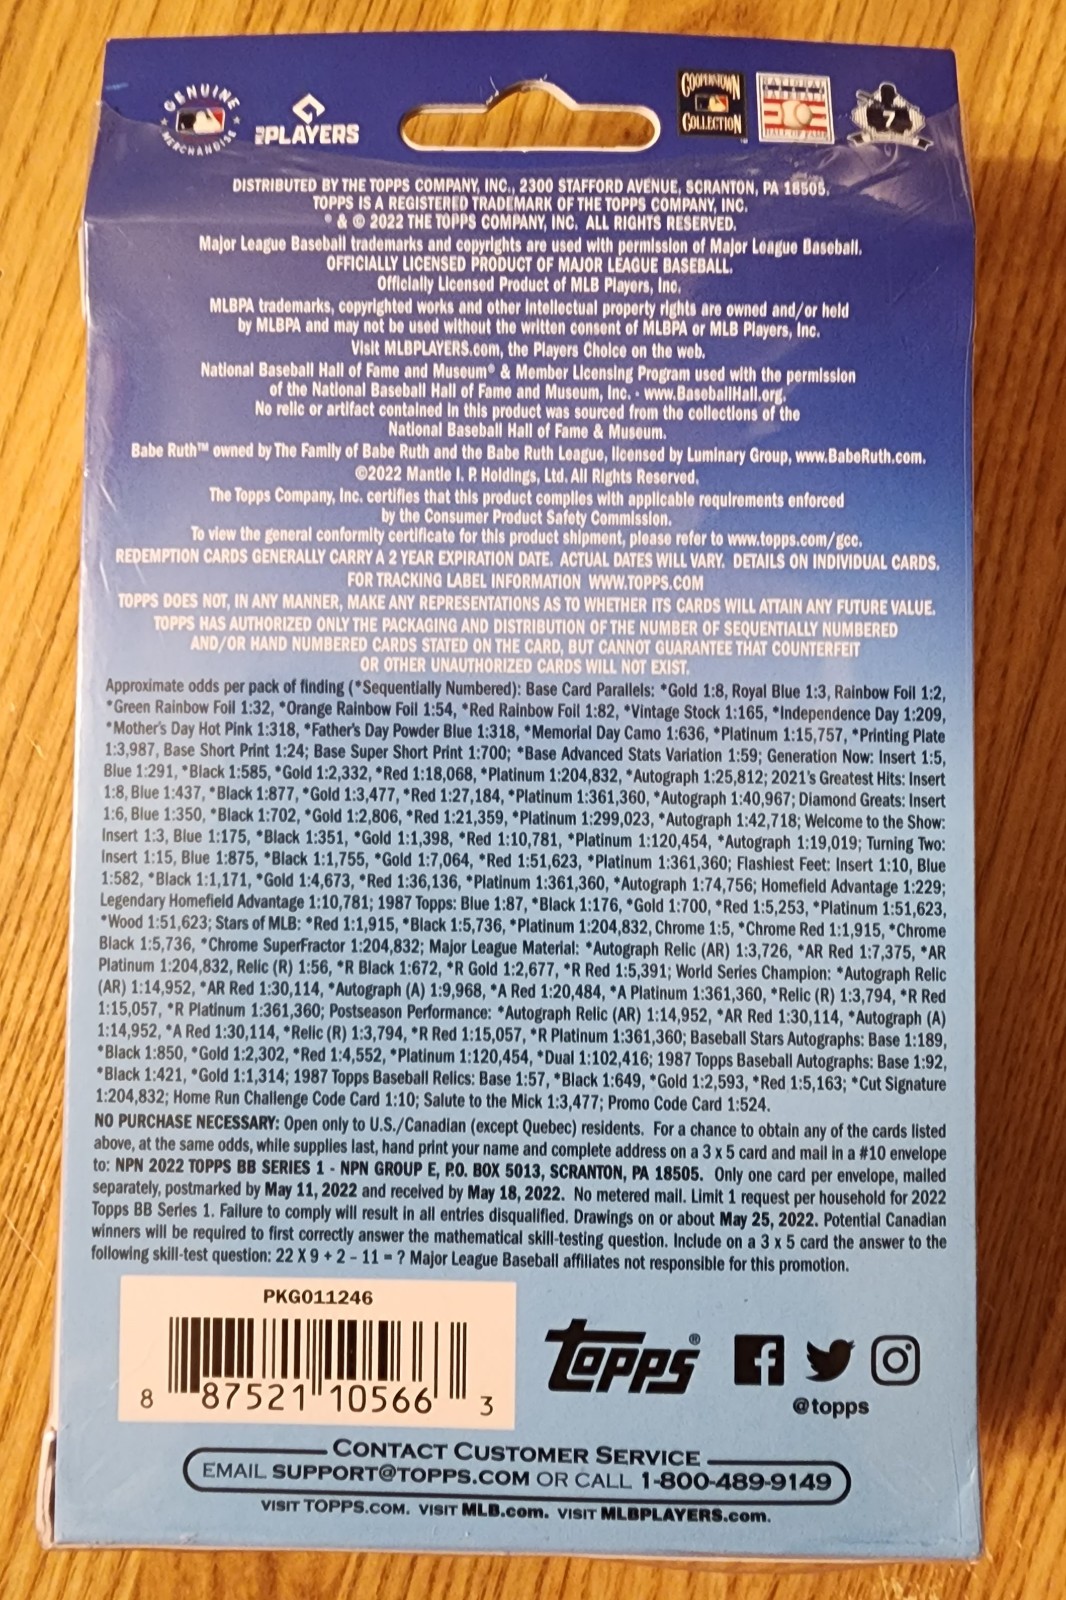 GENUINE
MERCHANDISE
MLB PLAYERS
COOPERSTOWN
COLLECTION
NATIONAL
BASEBALL
HALL OF FAME
7
DISTRIBUTED BY THE TOPPS COMPANY, INC., 2300 STAFFORD AVENUE, SCRANTON, PA 18505.
TOPPS IS A REGISTERED TRADEMARK OF THE TOPPS COMPANY, INC.
® & © 2022 THE TOPPS COMPANY, INC. ALL RIGHTS RESERVED.
Major League Baseball trademarks and copyrights are used with permission of Major League Baseball.
OFFICIALLY LICENSED PRODUCT OF MAJOR LEAGUE BASEBALL.
Officially Licensed Product of MLB Players, Inc.
MLBPA trademarks, copyrighted works and other intellectual property rights are owned and/or held
by MLBPA and may not be used without the written consent of MLBPA or MLB Players, Inc.
Visit MLBPLAYERS.com, the Players Choice on the web.
National Baseball Hall of Fame and Museum® & Member Licensing Program used with the permission
of the National Baseball Hall of Fame and Museum, Inc. · www.BaseballHall.org.
No relic or artifact contained in this product was sourced from the collections of the
National Baseball Hall of Fame & Museum.
Babe Ruth™ owned by The Family of Babe Ruth and the Babe Ruth League, licensed by Luminary Group, www.BabeRuth.com.
©2022 Mantle I. P. Holdings, Ltd. All Rights Reserved.
The Topps Company, Inc. certifies that this product complies with applicable requirements enforced
by the Consumer Product Safety Commission.
To view the general conformity certificate for this product shipment, please refer to www.topps.com/gcc.
REDEMPTION CARDS GENERALLY CARRY A 2 YEAR EXPIRATION DATE. ACTUAL DATES WILL VARY. DETAILS ON INDIVIDUAL CARDS.
FOR TRACKING LABEL INFORMATION WWW.TOPPS.COM
TOPPS DOES NOT, IN ANY MANNER, MAKE ANY REPRESENTATIONS AS TO WHETHER ITS CARDS WILL ATTAIN ANY FUTURE VALUE.
TOPPS HAS AUTHORIZED ONLY THE PACKAGING AND DISTRIBUTION OF THE NUMBER OF SEQUENTIALLY NUMBERED
AND/OR HAND NUMBERED CARDS STATED ON THE CARD, BUT CANNOT GUARANTEE THAT COUNTERFEIT
OR OTHER UNAUTHORIZED CARDS WILL NOT EXIST.
Approximate odds per pack of finding (*Sequentially Numbered): Base Card Parallels: *Gold 1:8, Royal Blue 1:3, Rainbow Foil 1:2,
*Green Rainbow Foil 1:32, *Orange Rainbow Foil 1:54, *Red Rainbow Foil 1:82, *Vintage Stock 1:165, *Independence Day 1:209,
*Mother's Day Hot Pink 1:318, *Father's Day Powder Blue 1:318, *Memorial Day Camo 1:636, *Platinum 1:15,757, *Printing Plate
1:3,987, Base Short Print 1:24; Base Super Short Print 1:700; *Base Advanced Stats Variation 1:59; Generation Now: Insert 1:5,
Blue 1:291, *Black 1:585, *Gold 1:2,332, *Red 1:18,068, *Platinum 1:204,832, *Autograph 1:25,812; 2021's Greatest Hits: Insert
1:8, Blue 1:437, *Black 1:877, *Gold 1:3,477, *Red 1:27,184, *Platinum 1:361,360, *Autograph 1:40,967; Diamond Greats: Insert
1:6, Blue 1:350, *Black 1:702, *Gold 1:2,806, *Red 1:21,359, *Platinum 1:299,023, *Autograph 1:42,718; Welcome to the Show:
Insert 1:3, Blue 1:175, *Black 1:351, *Gold 1:1,398, *Red 1:10,781, *Platinum 1:120,454, *Autograph 1:19,019; Turning Two:
Insert 1:15, Blue 1:875, *Black 1:1,755, *Gold 1:7,064, *Red 1:51,623, *Platinum 1:361,360; Flashiest Feet: Insert 1:10, Blue
1:582, *Black 1:1,171, *Gold 1:4,673, *Red 1:36,136, *Platinum 1:361,360, *Autograph 1:74,756; Homefield Advantage 1:229;
Legendary Homefield Advantage 1:10,781; 1987 Topps: Blue 1:87, *Black 1:176, *Gold 1:700, *Red 1:5,253, *Platinum 1:51,623,
*Wood 1:51,623; Stars of MLB: *Red 1:1,915, *Black 1:5,736, *Platinum 1:204,832, Chrome 1:5, *Chrome Red 1:1,915, *Chrome
Black 1:5,736, *Chrome SuperFractor 1:204,832; Major League Material: *Autograph Relic (AR) 1:3,726, *AR Red 1:7,375, *AR
Platinum 1:204,832, Relic (R) 1:56, *R Black 1:672, *R Gold 1:2,677, *R Red 1:5,391; World Series Champion: *Autograph Relic
(AR) 1:14,952, *AR Red 1:30,114, *Autograph (A) 1:9,968, *A Red 1:20,484, *A Platinum 1:361,360, *Relic (R) 1:3,794, *R Red
1:15,057, *R Platinum 1:361,360; Postseason Performance: *Autograph Relic (AR) 1:14,952, *AR Red 1:30,114, *Autograph (A)
1:14,952, *A Red 1:30,114, *Relic (R) 1:3,794, *R Red 1:15,057, *R Platinum 1:361,360; Baseball Stars Autographs: Base 1:189,
*Black 1:850, *Gold 1:2,302, *Red 1:4,552, *Platinum 1:120,454, *Dual 1:102,416; 1987 Topps Baseball Autographs: Base 1:92,
*Black 1:421, *Gold 1:1,314; 1987 Topps Baseball Relics: Base 1:57, *Black 1:649, *Gold 1:2,593, *Red 1:5,163; *Cut Signature
1:204,832; Home Run Challenge Code Card 1:10; Salute to the Mick 1:3,477; Promo Code Card 1:524.
NO PURCHASE NECESSARY: Open only to U.S./Canadian (except Quebec) residents. For a chance to obtain any of the cards listed
above, at the same odds, while supplies last, hand print your name and complete address on a 3 x 5 card and mail in a #10 envelope
to: NPN 2022 TOPPS BB SERIES 1 - NPN GROUP E, P.O. BOX 5013, SCRANTON, PA 18505. Only one card per envelope, mailed
separately, postmarked by May 11, 2022 and received by May 18, 2022. No metered mail. Limit 1 request per household for 2022
Topps BB Series 1. Failure to comply will result in all entries disqualified. Drawings on or about May 25, 2022. Potential Canadian
winners will be required to first correctly answer the mathematical skill-testing question. Include on a 3 x 5 card the answer to the
following skill-test question: 22 X 9 + 2 – 11 = ? Major League Baseball affiliates not responsible for this promotion.
PKG011246
8 87521 10566 3
Topps®
@topps
CONTACT CUSTOMER SERVICE
EMAIL SUPPORT@TOPPS.COM OR CALL 1-800-489-9149
VISIT TOPPS.COM. VISIT MLB.com. VISIT MLBPLAYERS.com.